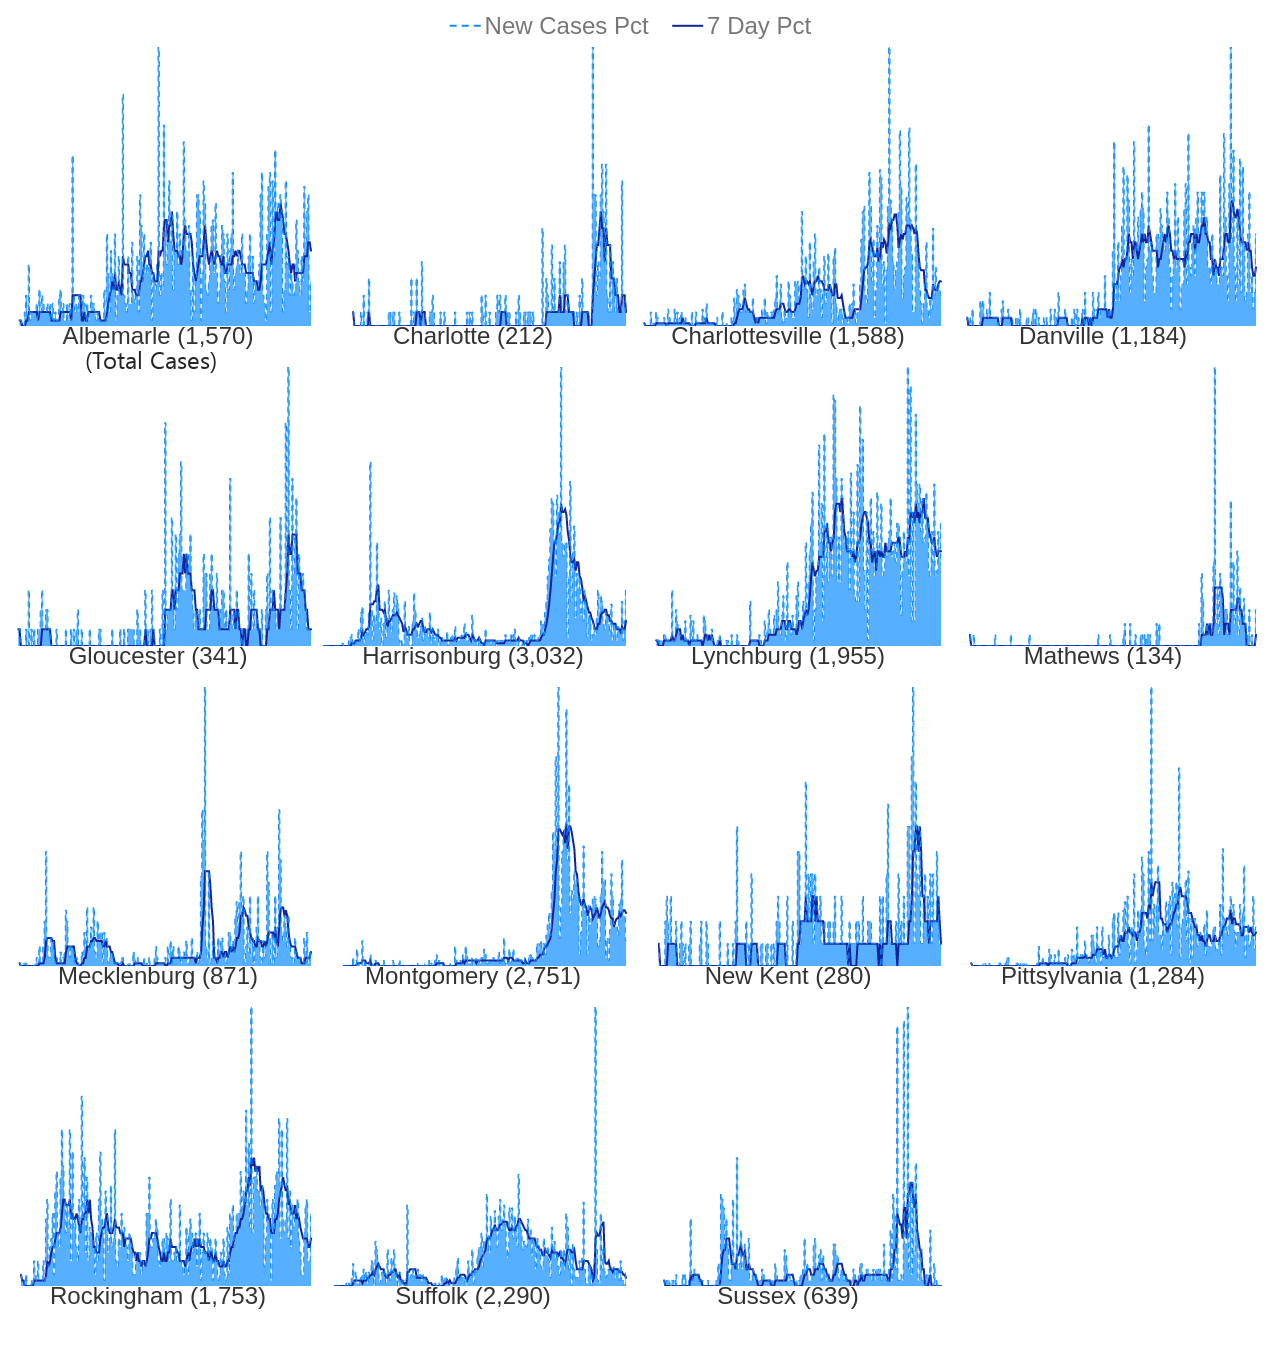 New Cases Pct 7 Day Pct
Albemarle (1,570) Charlotte (212) Charlottesville (1,588) Danville (1,184)
(Total Cases)
Gloucester (341) Harrisonburg (3,032) Lynchburg (1,955) Mathews (134)
Mecklenburg (871) Montgomery (2,751) New Kent (280) Pittsylvania (1,284)
Rockingham (1,753) Suffolk (2,290) Sussex (639)